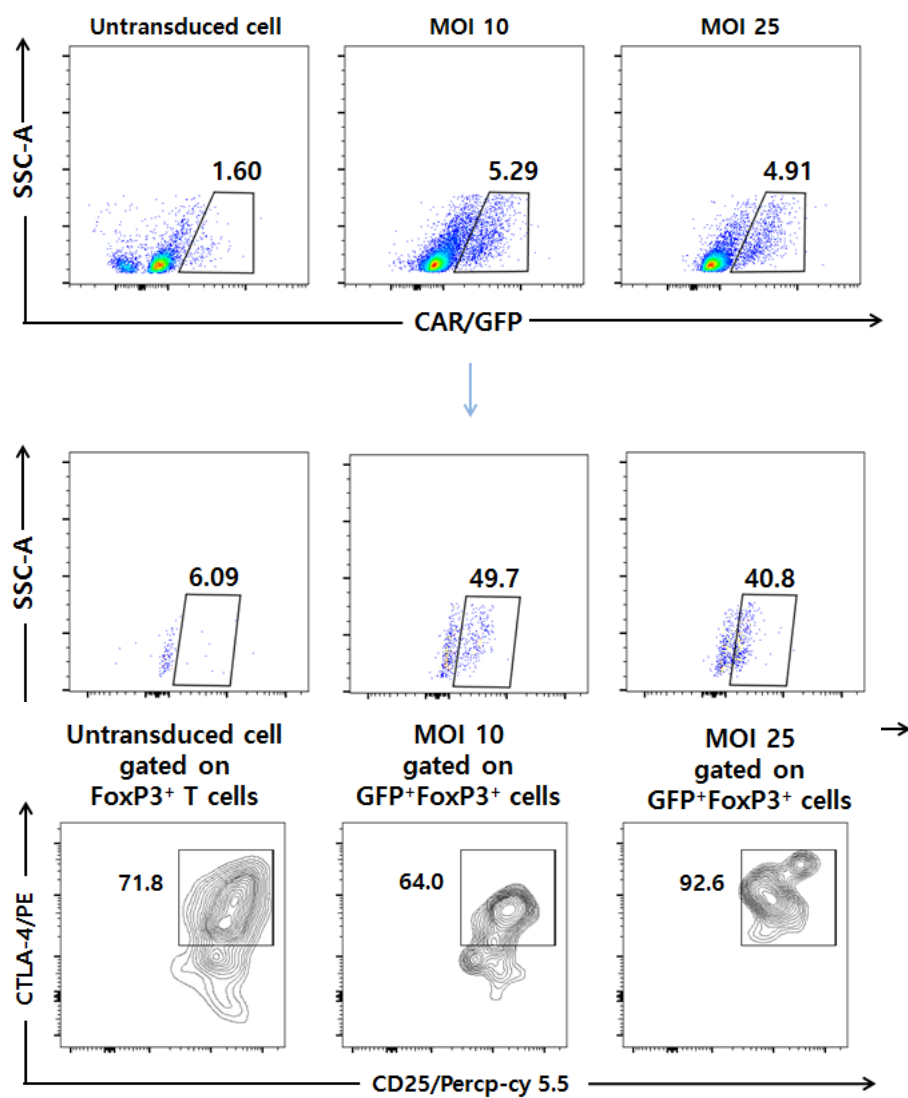 Untransduced cell
MOI 10
MOI 25
SSC-A
1.60
5.29
4.91
CAR/GFP
SSC-A
6.09
49.7
40.8
Untransduced cell
gated on
FoxP3⁺ T cells
MOI 10
gated on
GFP⁺FoxP3⁺ cells
MOI 25
gated on
GFP⁺FoxP3⁺ cells
CTLA-4/PE
71.8
64.0
92.6
CD25/Percp-cy 5.5